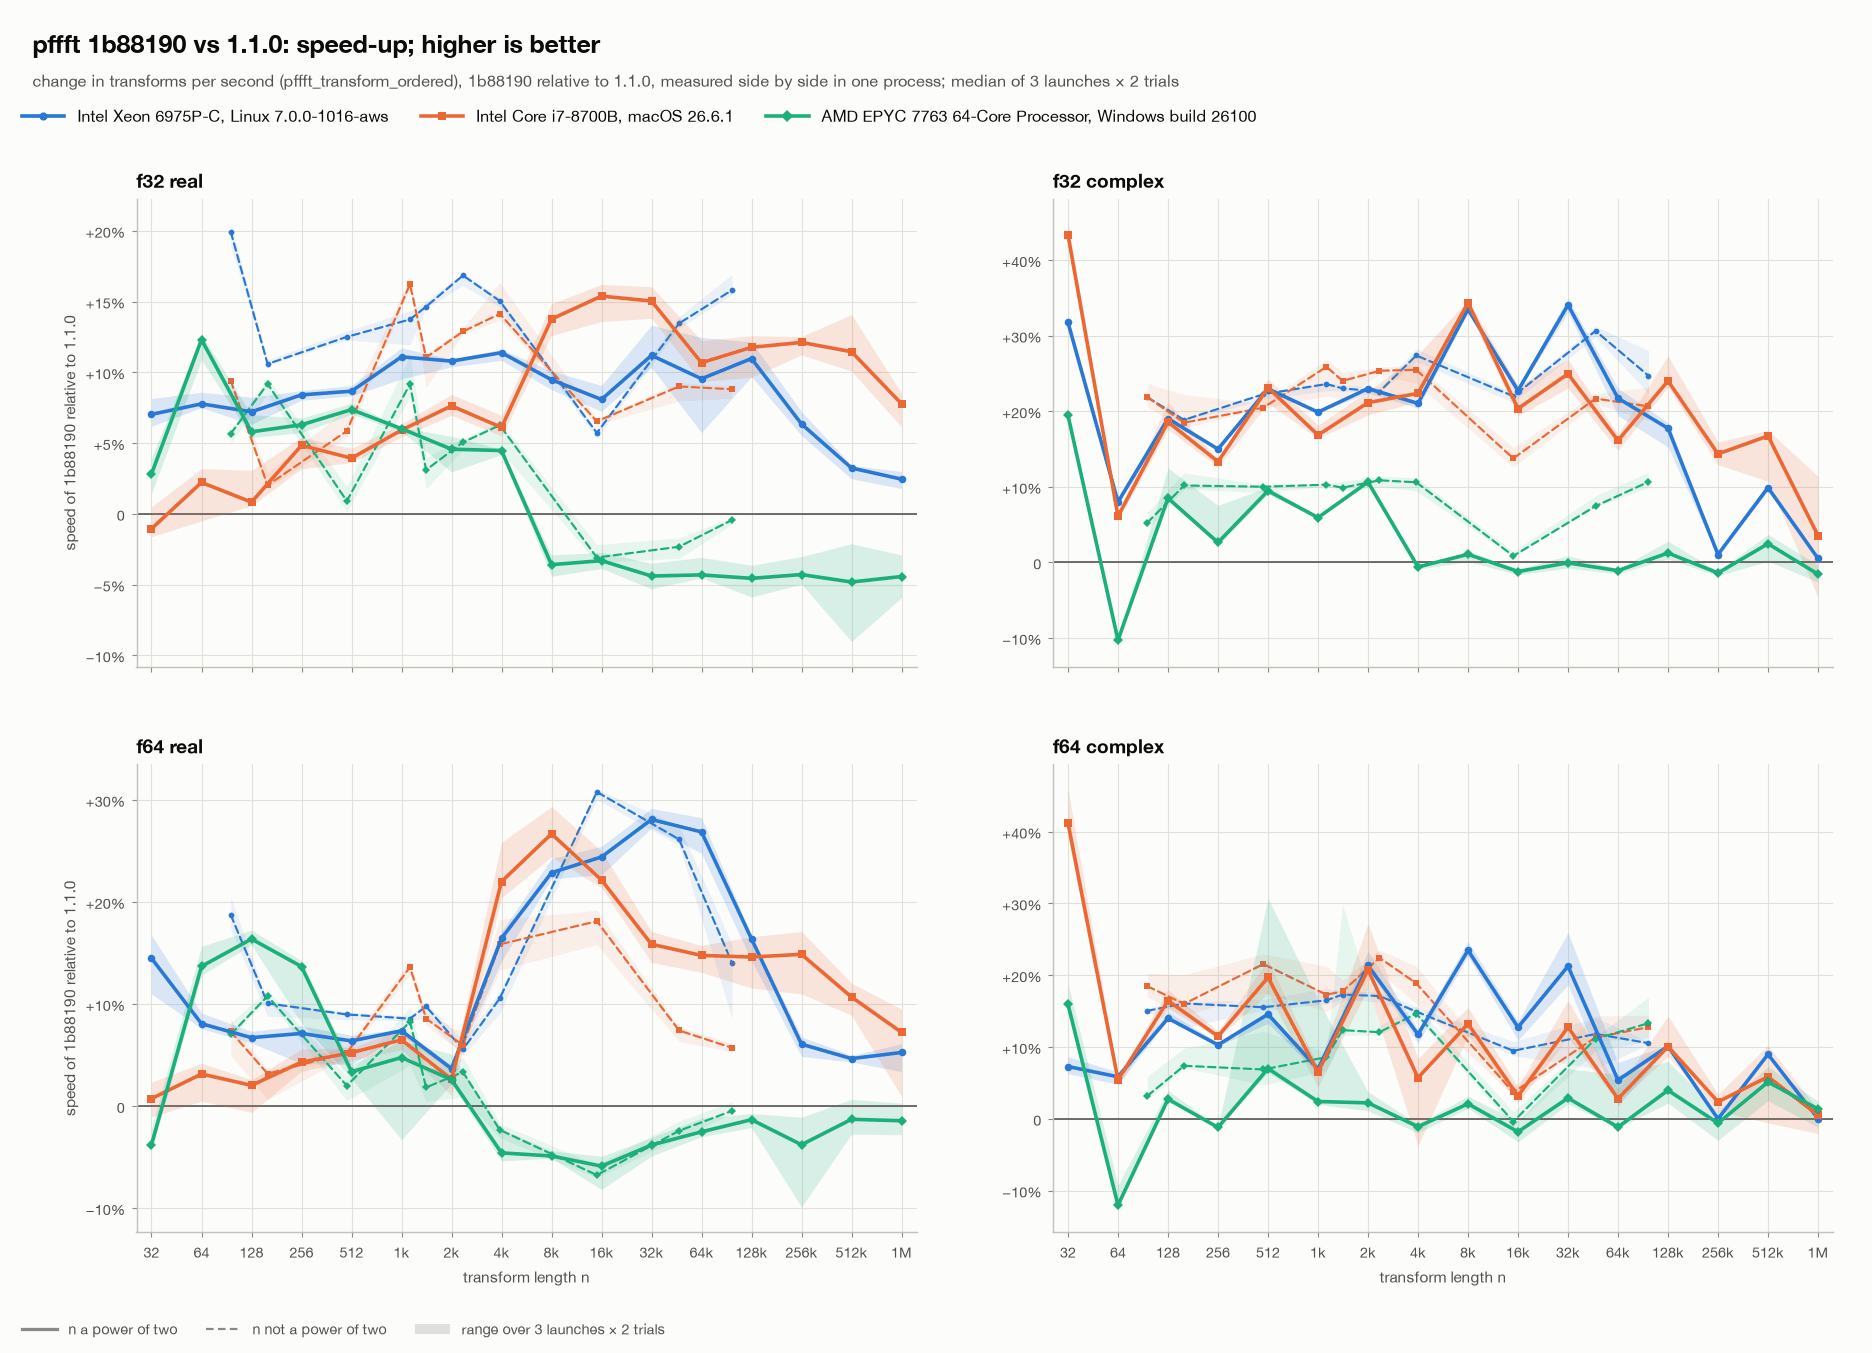 pffft 1b88190 vs 1.1.0: speed-up; higher is better
change in transforms per second (pffft_transform_ordered), 1b88190 relative to 1.1.0, measured side by side in one process; median of 3 launches × 2 trials
Intel Xeon 6975P-C, Linux 7.0.0-1016-aws
Intel Core i7-8700B, macOS 26.6.1
AMD EPYC 7763 64-Core Processor, Windows build 26100
f32 real
+20%
+15%
+10%
+5%
0
−5%
−10%
speed of 1b88190 relative to 1.1.0
f32 complex
+40%
+30%
+20%
+10%
0
−10%
f64 real
+30%
+20%
+10%
0
−10%
speed of 1b88190 relative to 1.1.0
32 64 128 256 512 1k 2k 4k 8k 16k 32k 64k 128k 256k 512k 1M
transform length n
f64 complex
+40%
+30%
+20%
+10%
0
−10%
32 64 128 256 512 1k 2k 4k 8k 16k 32k 64k 128k 256k 512k 1M
transform length n
n a power of two
n not a power of two
range over 3 launches × 2 trials